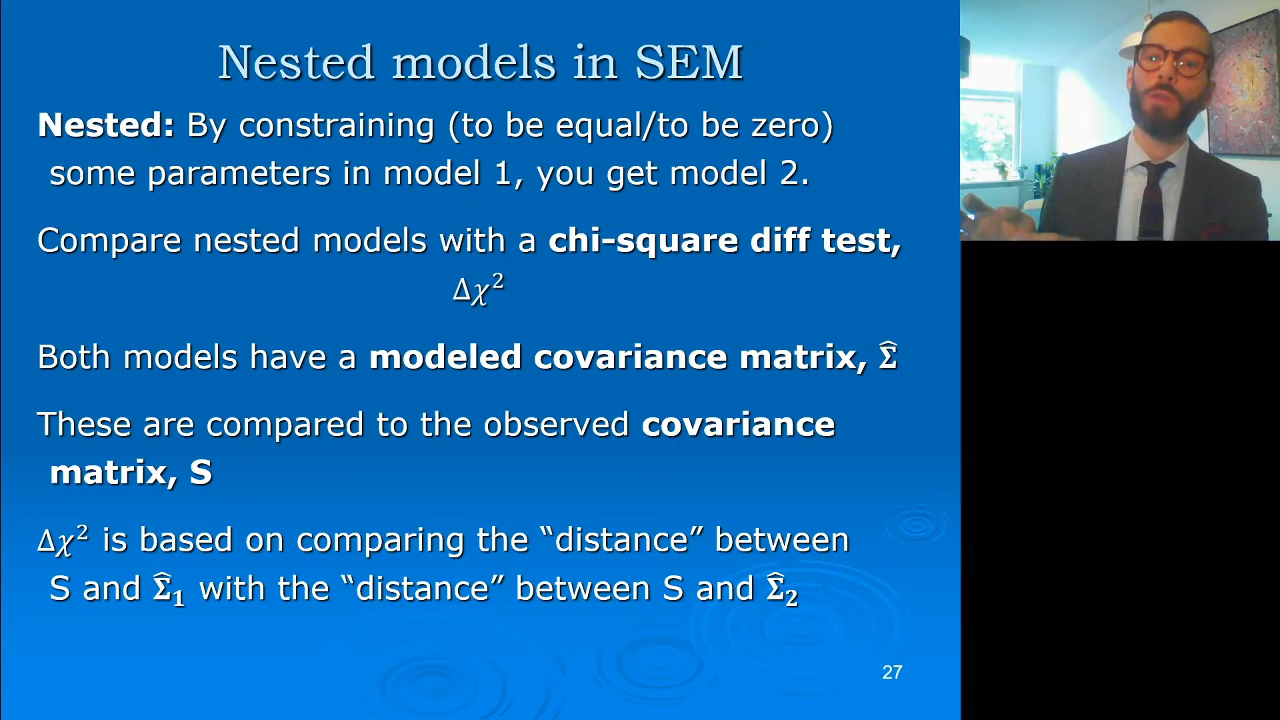 Nested models in SEM
Nested: By constraining (to be equal/to be zero)
some parameters in model 1, you get model 2.
Compare nested models with a chi-square diff test,
Δχ²
Both models have a modeled covariance matrix, Σ̂
These are compared to the observed covariance
matrix, S
Δχ² is based on comparing the “distance” between
S and Σ̂₁ with the “distance” between S and Σ̂₂
27